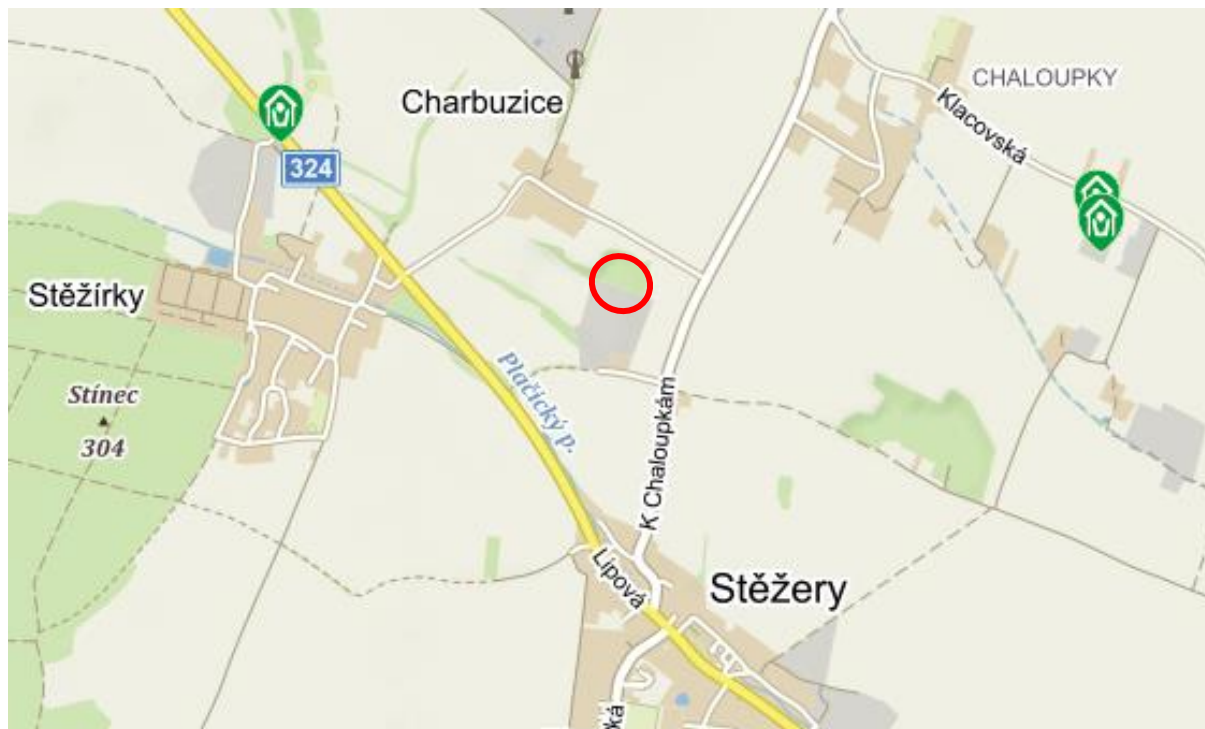 CHALOUPKY
Charbuzice
Klacovská
324
Stěžírky
Plačický p.
Stínec
304
K Chaloupkám
Lipová
Stěžery